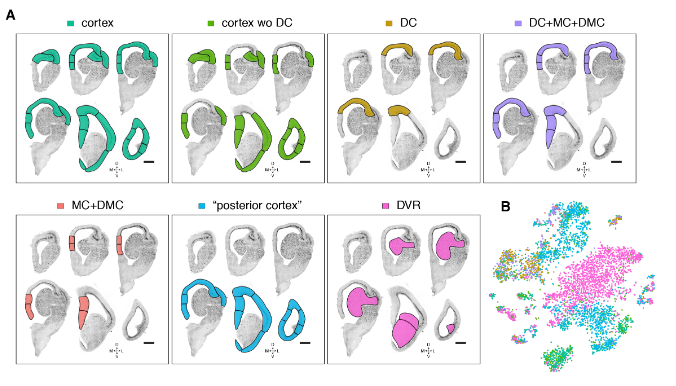 A
cortex
cortex wo DC
DC
DC+MC+DMC
D
M L
V
D
M L
V
D
M L
V
D
M L
V
MC+DMC
"posterior cortex"
DVR
B
D
M L
V
D
M L
V
D
M L
V